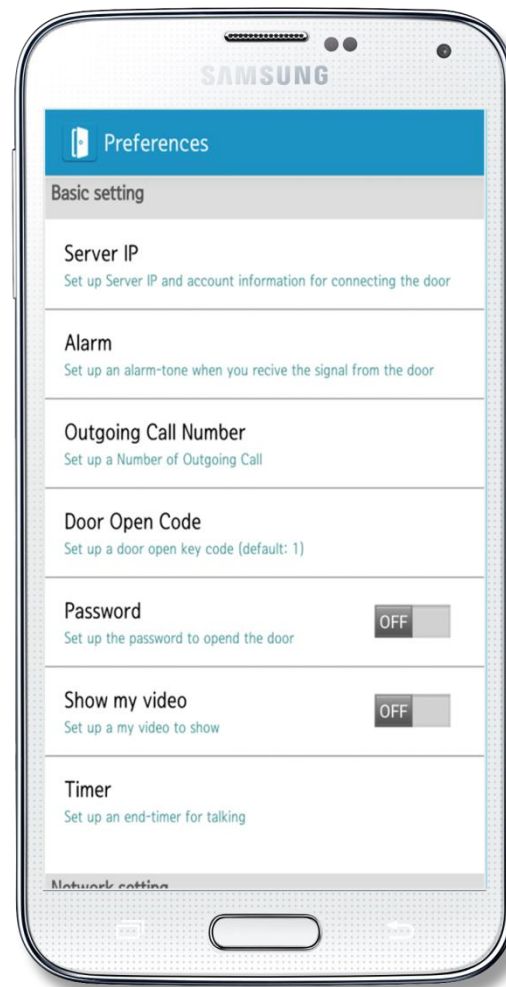 SAMSUNG
Preferences
Basic setting
Server IP
Set up Server IP and account information for connecting the door
Alarm
Set up an alarm-tone when you recive the signal from the door
Outgoing Call Number
Set up a Number of Outgoing Call
Door Open Code
Set up a door open key code (default: 1)
Password
OFF
Set up the password to opend the door
Show my video
OFF
Set up a my video to show
Timer
Set up an end-timer for talking
Network setting